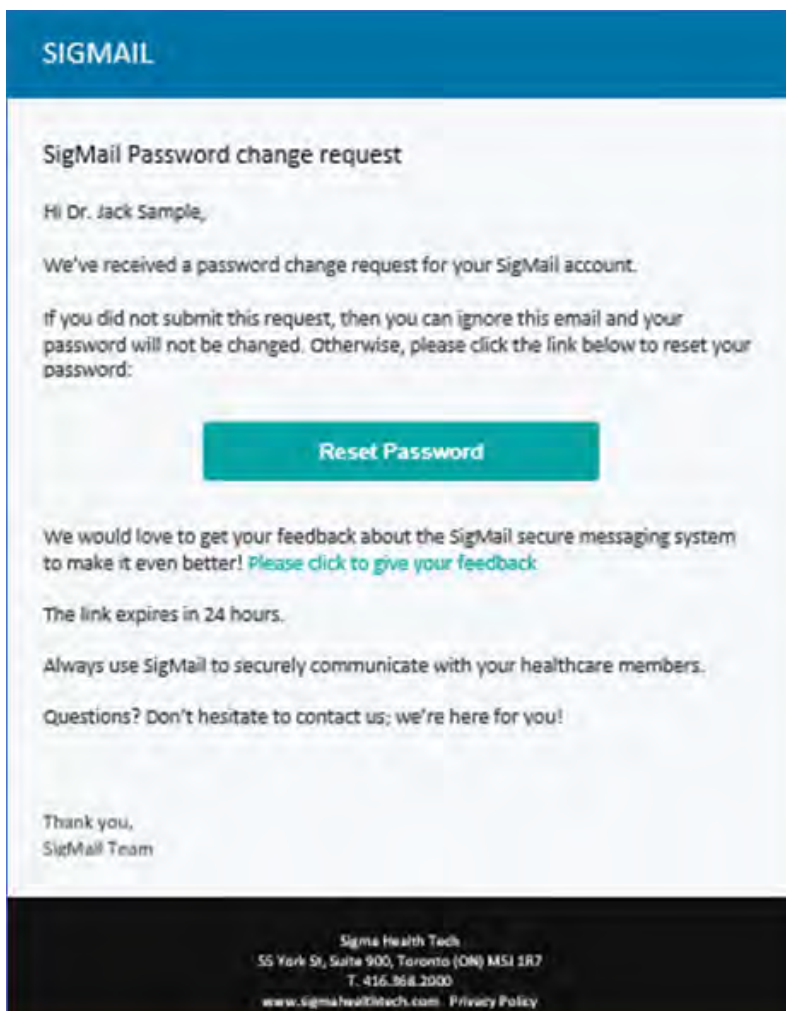 SIGMAIL
SigMail Password change request
Hi Dr. Jack Sample,
We've received a password change request for your SigMail account.
If you did not submit this request, then you can ignore this email and your
password will not be changed. Otherwise, please click the link below to reset your
password:
Reset Password
We would love to get your feedback about the SigMail secure messaging system
to make it even better! Please click to give your feedback
The link expires in 24 hours.
Always use SigMail to securely communicate with your healthcare members.
Questions? Don't hesitate to contact us; we're here for you!
Thank you,
SigMail Team
Sigma Health Tech
55 York St, Suite 900, Toronto (ON) M5J 1R7
T. 416.368.2000
www.sigmahealthtech.com Privacy Policy